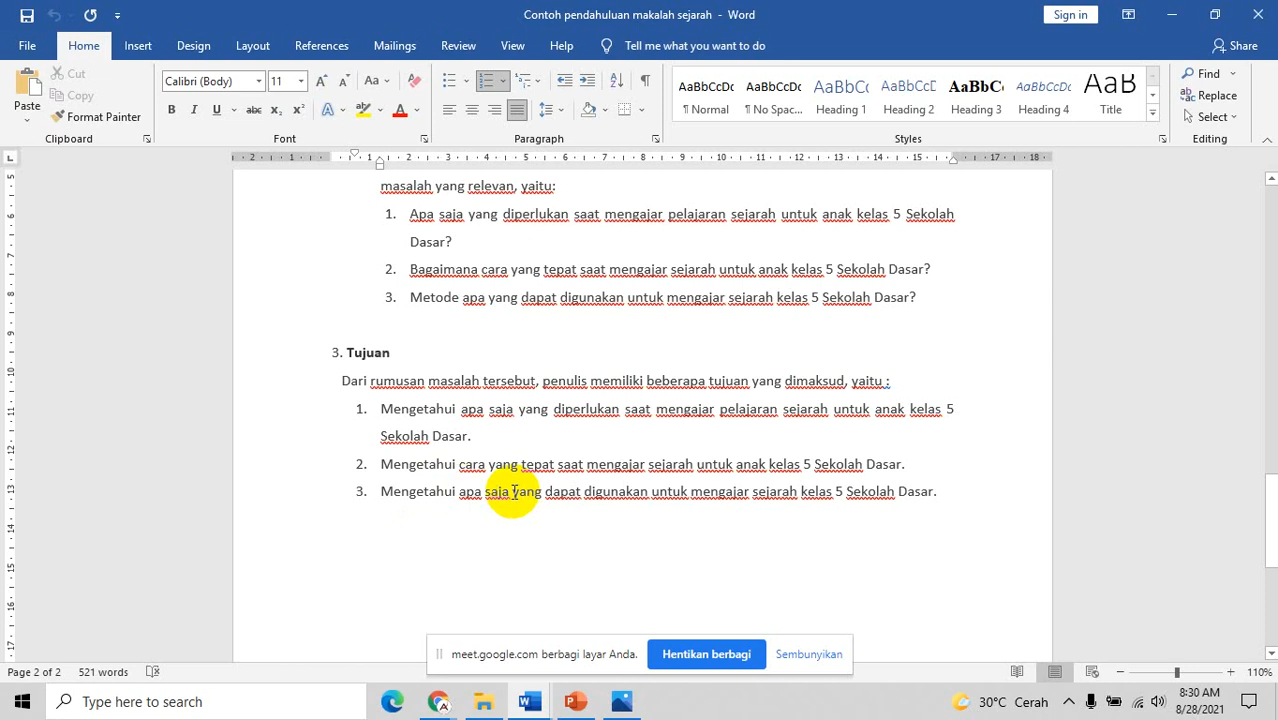 Contoh pendahuluan makalah sejarah - Word
Sign in
File Home Insert Design Layout References Mailings Review View Help Tell me what you want to do Share
Paste Cut Copy Format Painter
Calibri (Body) 11
Clipboard Font Paragraph Styles Editing
AaBbCcDc AaBbCcDc AaBbCc AaBbCcD AaBbC AaBbCcDc AaB
¶ Normal ¶ No Spac... Heading 1 Heading 2 Heading 3 Heading 4 Title
Find
Replace
Select
masalah yang relevan, yaitu:
1. Apa saja yang diperlukan saat mengajar pelajaran sejarah untuk anak kelas 5 Sekolah
Dasar?
2. Bagaimana cara yang tepat saat mengajar sejarah untuk anak kelas 5 Sekolah Dasar?
3. Metode apa yang dapat digunakan untuk mengajar sejarah kelas 5 Sekolah Dasar?
3. Tujuan
Dari rumusan masalah tersebut, penulis memiliki beberapa tujuan yang dimaksud, yaitu :
1. Mengetahui apa saja yang diperlukan saat mengajar pelajaran sejarah untuk anak kelas 5
Sekolah Dasar.
2. Mengetahui cara yang tepat saat mengajar sejarah untuk anak kelas 5 Sekolah Dasar.
3. Mengetahui apa saja yang dapat digunakan untuk mengajar sejarah kelas 5 Sekolah Dasar.
meet.google.com berbagi layar Anda. Hentikan berbagi Sembunyikan
Page 2 of 2 521 words 110%
Type here to search
30°C Cerah
8:30 AM
8/28/2021